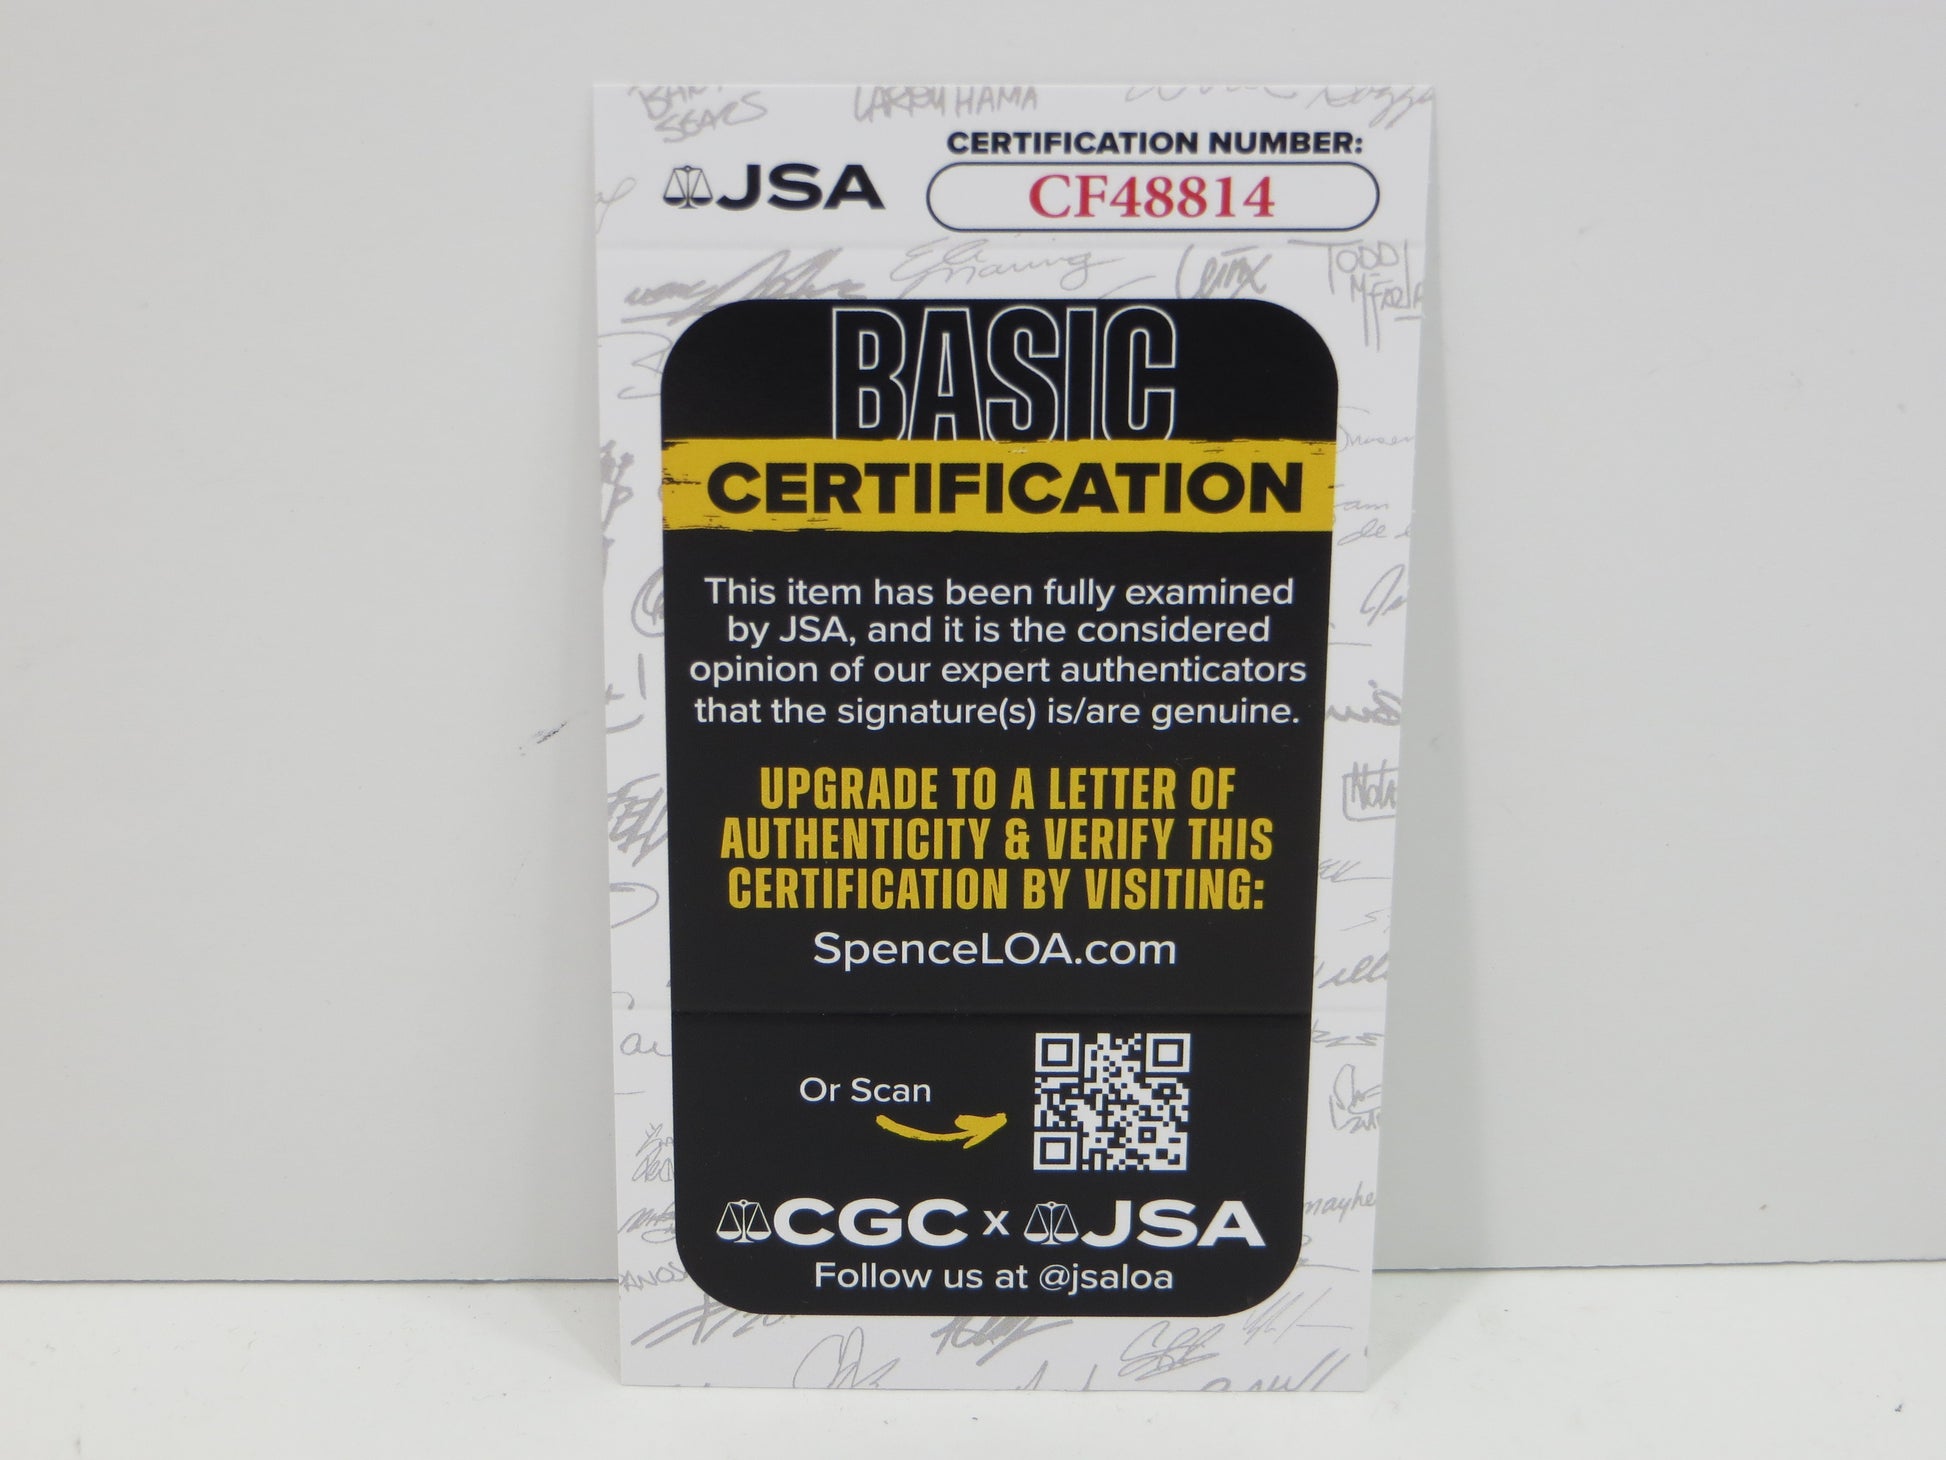 SEARS
LARRY HAMA
CERTIFICATION NUMBER:
JSA
CF48814
TODD
BASIC
CERTIFICATION
This item has been fully examined
by JSA, and it is the considered
opinion of our expert authenticators
that the signature(s) is/are genuine.
UPGRADE TO A LETTER OF
AUTHENTICITY & VERIFY THIS
CERTIFICATION BY VISITING:
SpenceLOA.com
Or Scan
CGC x JSA
Follow us at @jsaloa